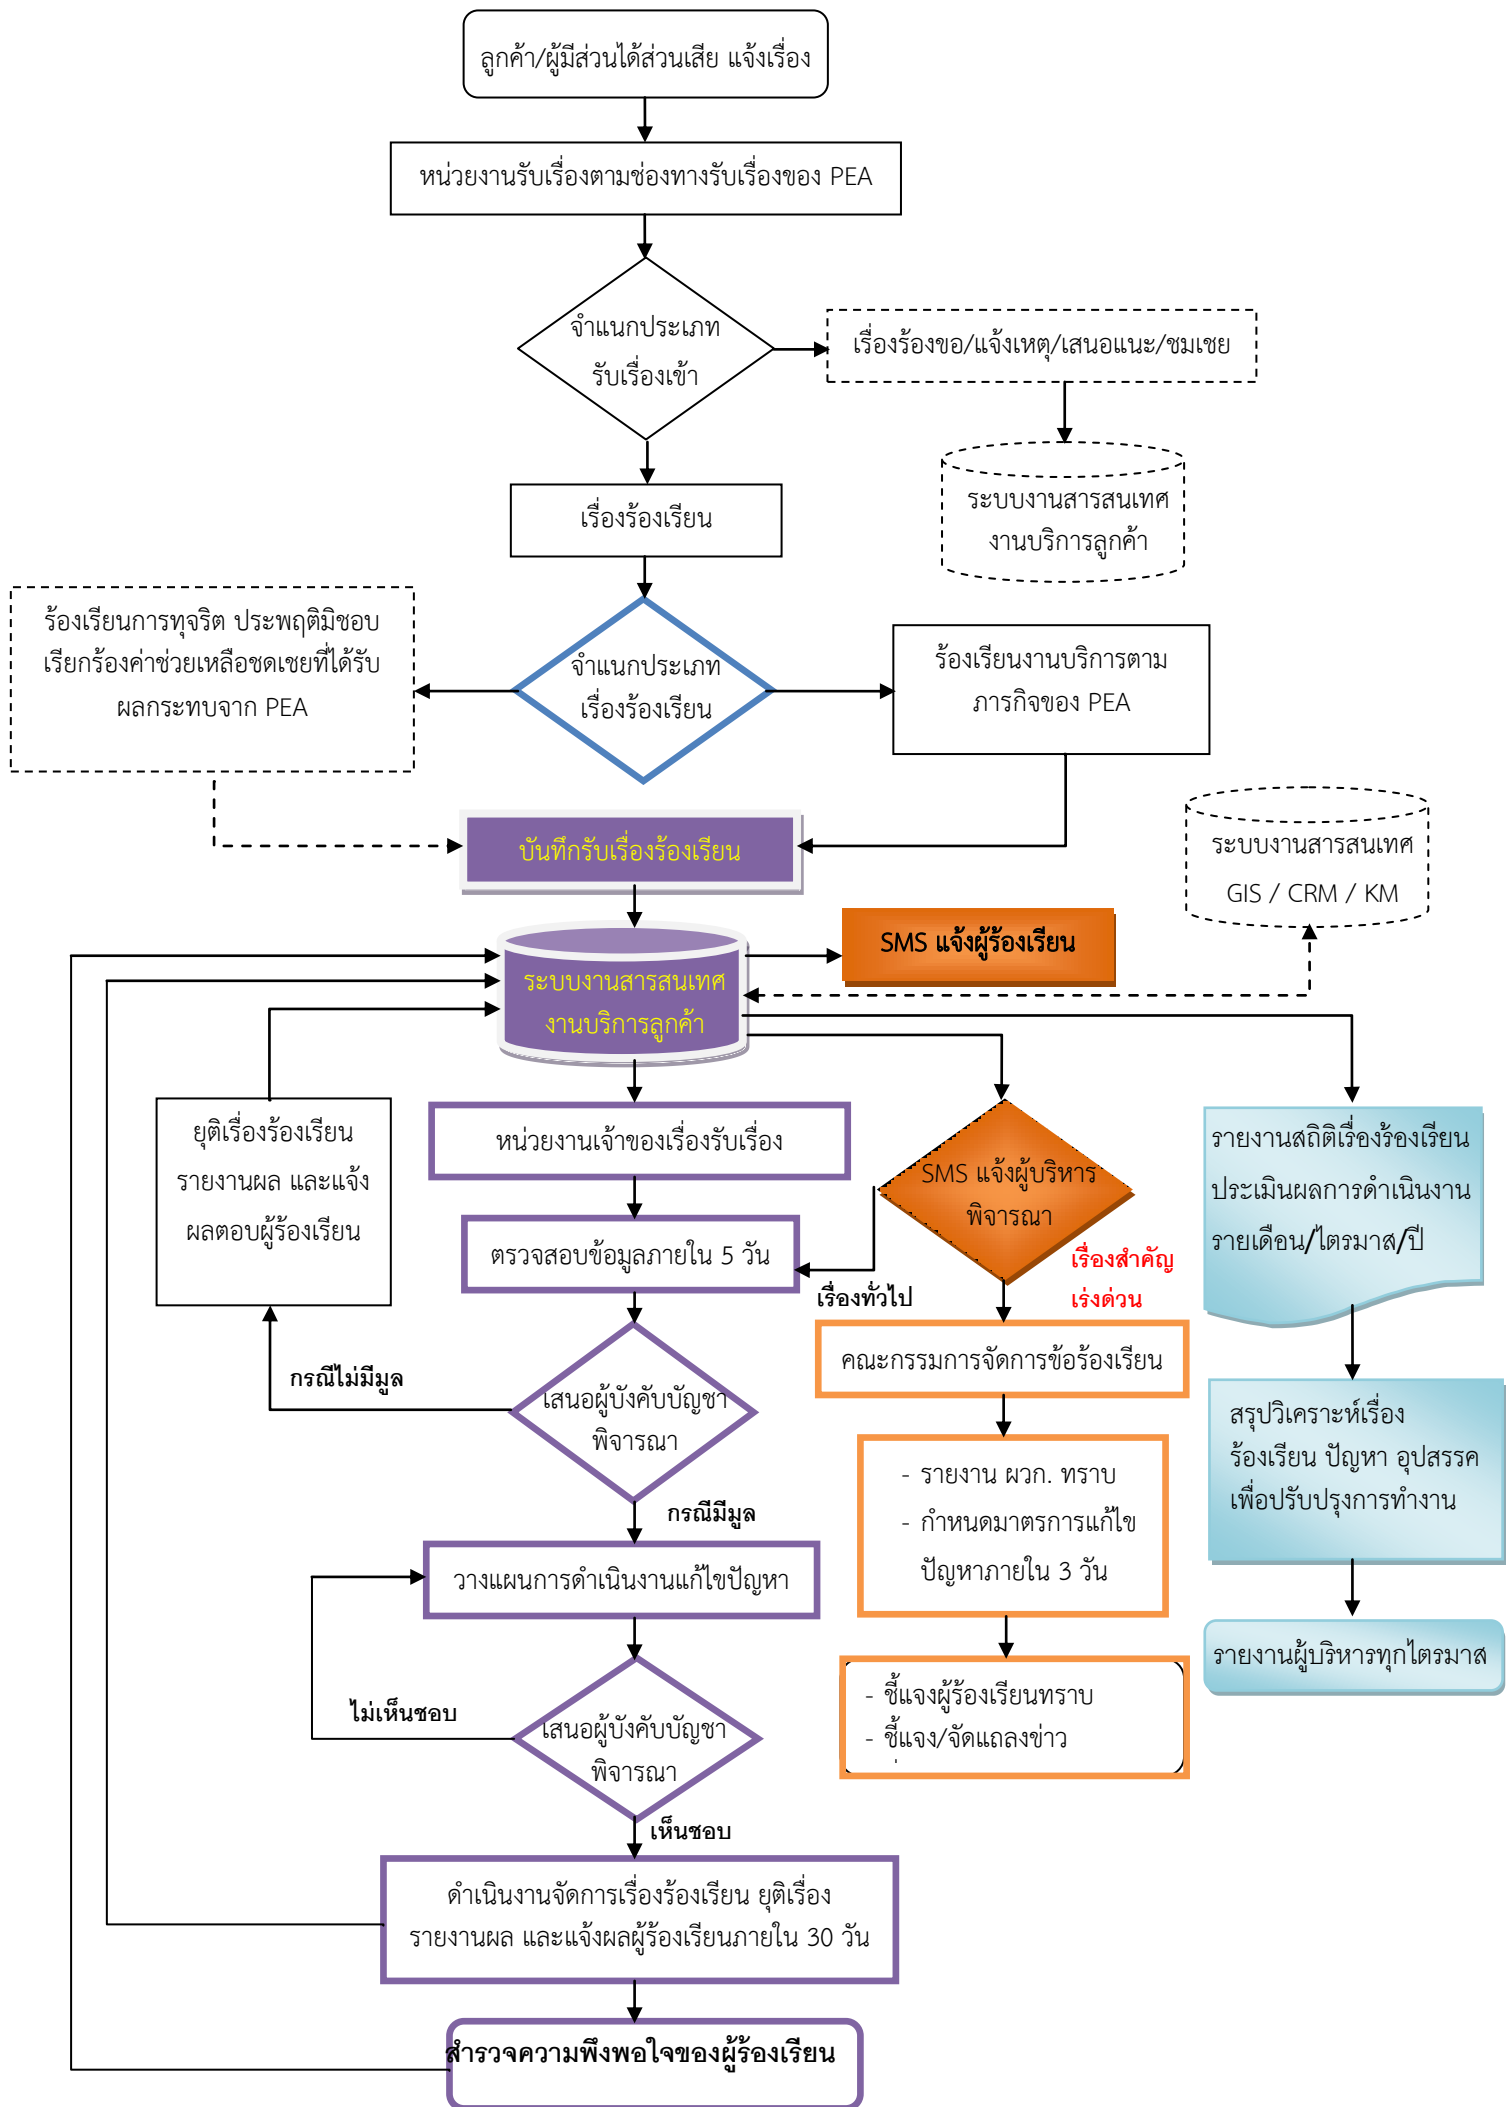 ลูกค้า/ผู้มีส่วนได้ส่วนเสีย แจ้งเรื่อง
หน่วยงานรับเรื่องตามช่องทางรับเรื่องของ PEA
จำแนกประเภท
รับเรื่องเข้า
เรื่องร้องขอ/แจ้งเหตุ/เสนอแนะ/ชมเชย
ระบบงานสารสนเทศ
งานบริการลูกค้า
เรื่องร้องเรียน
ร้องเรียนการทุจริต ประพฤติมิชอบ
เรียกร้องค่าช่วยเหลือชดเชยที่ได้รับ
ผลกระทบจาก PEA
จำแนกประเภท
เรื่องร้องเรียน
ร้องเรียนงานบริการตาม
ภารกิจของ PEA
บันทึกรับเรื่องร้องเรียน
ระบบงานสารสนเทศ
GIS / CRM / KM
SMS แจ้งผู้ร้องเรียน
ระบบงานสารสนเทศ
งานบริการลูกค้า
ยุติเรื่องร้องเรียน
รายงานผล และแจ้ง
ผลตอบผู้ร้องเรียน
หน่วยงานเจ้าของเรื่องรับเรื่อง
SMS แจ้งผู้บริหาร
พิจารณา
รายงานสถิติเรื่องร้องเรียน
ประเมินผลการดำเนินงาน
รายเดือน/ไตรมาส/ปี
ตรวจสอบข้อมูลภายใน 5 วัน
เรื่องทั่วไป
เรื่องสำคัญ
เร่งด่วน
คณะกรรมการจัดการข้อร้องเรียน
กรณีไม่มีมูล
เสนอผู้บังคับบัญชา
พิจารณา
สรุปวิเคราะห์เรื่อง
ร้องเรียน ปัญหา อุปสรรค
เพื่อปรับปรุงการทำงาน
- รายงาน ผวก. ทราบ
- กำหนดมาตรการแก้ไข
ปัญหาภายใน 3 วัน
กรณีมีมูล
วางแผนการดำเนินงานแก้ไขปัญหา
รายงานผู้บริหารทุกไตรมาส
- ชี้แจงผู้ร้องเรียนทราบ
- ชี้แจง/จัดแถลงข่าว
ไม่เห็นชอบ
เสนอผู้บังคับบัญชา
พิจารณา
เห็นชอบ
ดำเนินงานจัดการเรื่องร้องเรียน ยุติเรื่อง
รายงานผล และแจ้งผลผู้ร้องเรียนภายใน 30 วัน
สำรวจความพึงพอใจของผู้ร้องเรียน